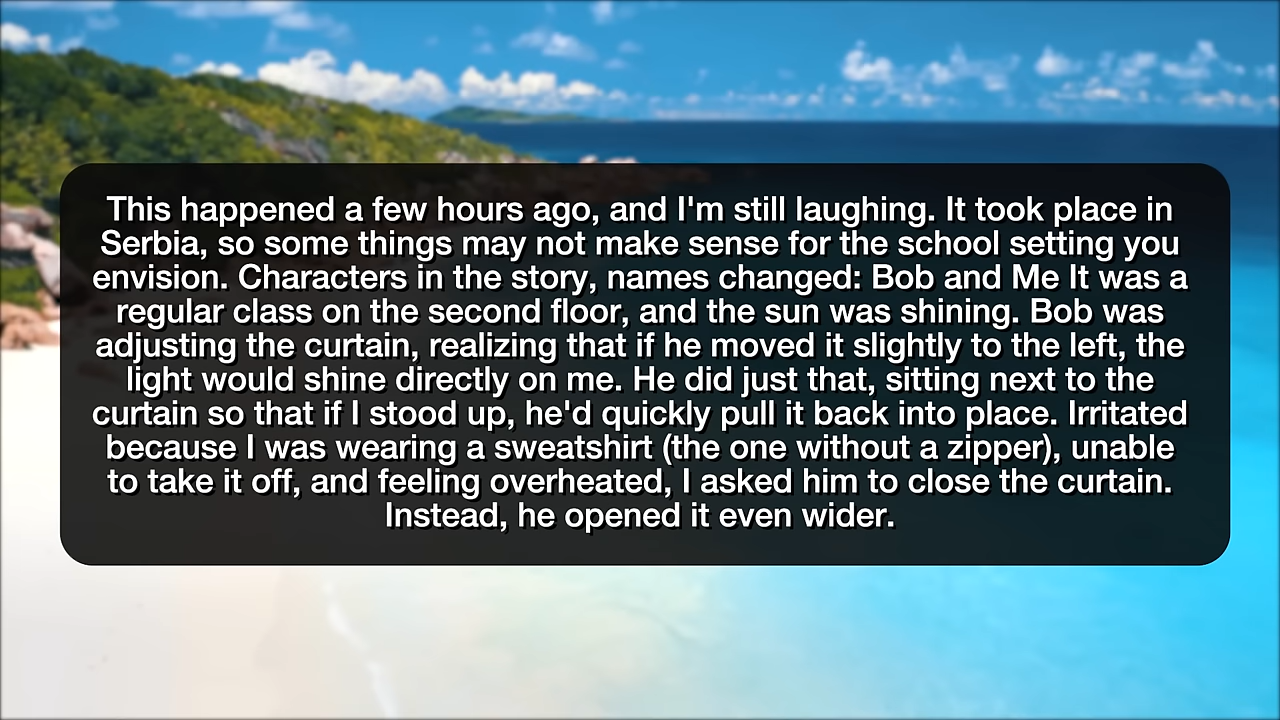 This happened a few hours ago, and I'm still laughing. It took place in
Serbia, so some things may not make sense for the school setting you
envision. Characters in the story, names changed: Bob and Me It was a
regular class on the second floor, and the sun was shining. Bob was
adjusting the curtain, realizing that if he moved it slightly to the left, the
light would shine directly on me. He did just that, sitting next to the
curtain so that if I stood up, he'd quickly pull it back into place. Irritated
because I was wearing a sweatshirt (the one without a zipper), unable
to take it off, and feeling overheated, I asked him to close the curtain.
Instead, he opened it even wider.